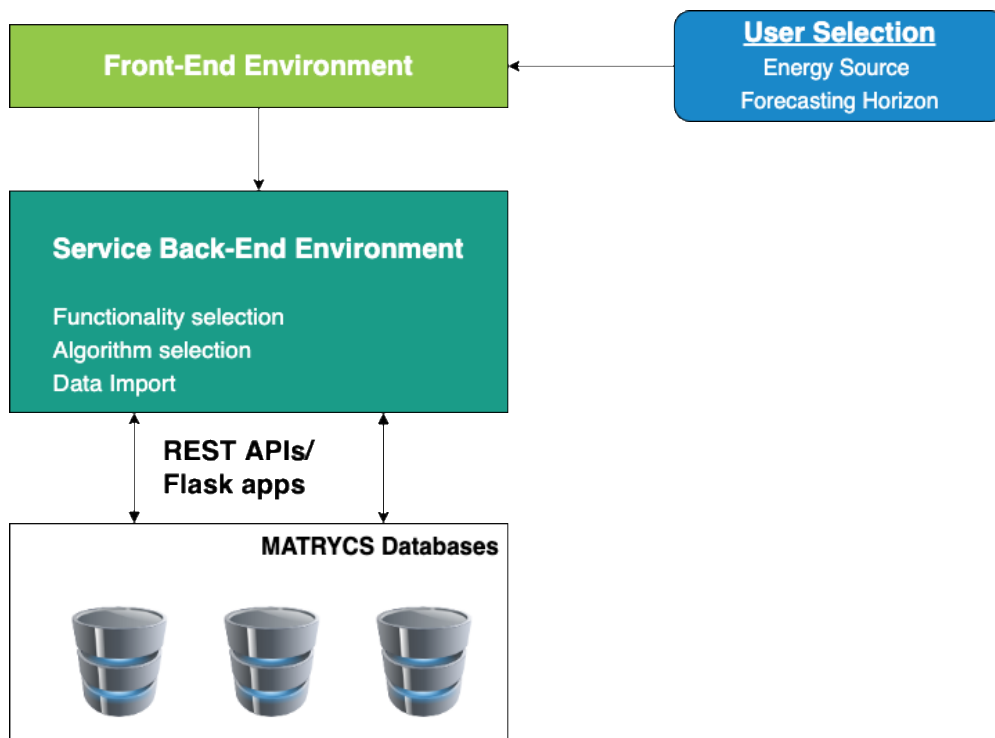 Front-End Environment
User Selection
Energy Source
Forecasting Horizon
Service Back-End Environment
Functionality selection
Algorithm selection
Data Import
REST APIs/
Flask apps
MATRYCS Databases